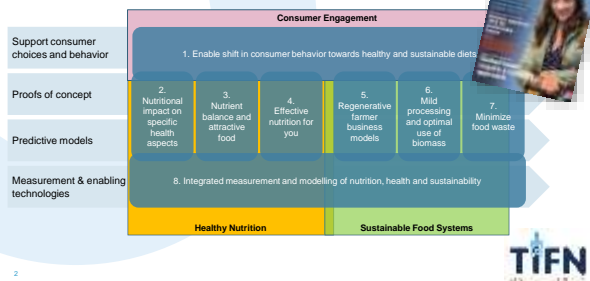 Consumer Engagement
Support consumer
choices and behavior
1. Enable shift in consumer behavior towards healthy and sustainable diets
Proofs of concept
Predictive models
2.
Nutritional
impact on
specific
health
aspects
3.
Nutrient
balance and
attractive
food
4.
Effective
nutrition for
you
5.
Regenerative
farmer
business
models
6.
Mild
processing
and optimal
use of
biomass
7.
Minimize
food waste
Measurement & enabling
technologies
8. Integrated measurement and modelling of nutrition, health and sustainability
Healthy Nutrition
Sustainable Food Systems
2
TiFN